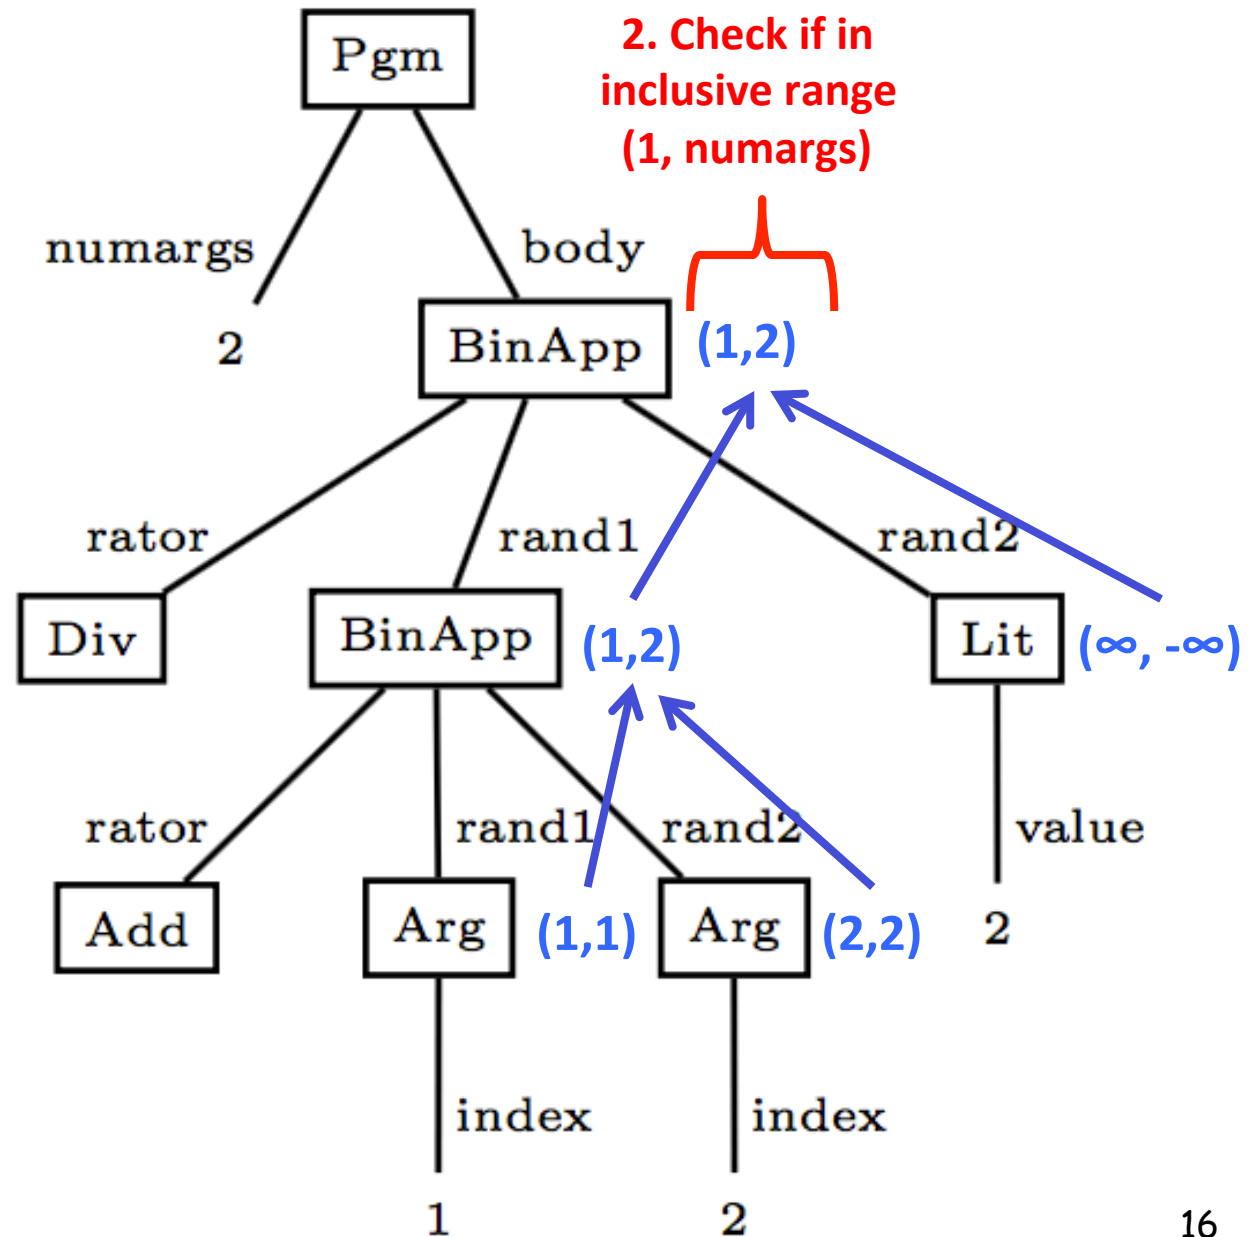 Pgm
2. Check if in
inclusive range
(1, numargs)
numargs
body
2
BinApp
(1,2)
rator
rand1
rand2
Div
BinApp
(1,2)
Lit
(∞, -∞)
rator
rand1
rand2
value
Add
Arg
(1,1)
Arg
(2,2)
2
index
index
1
2
16